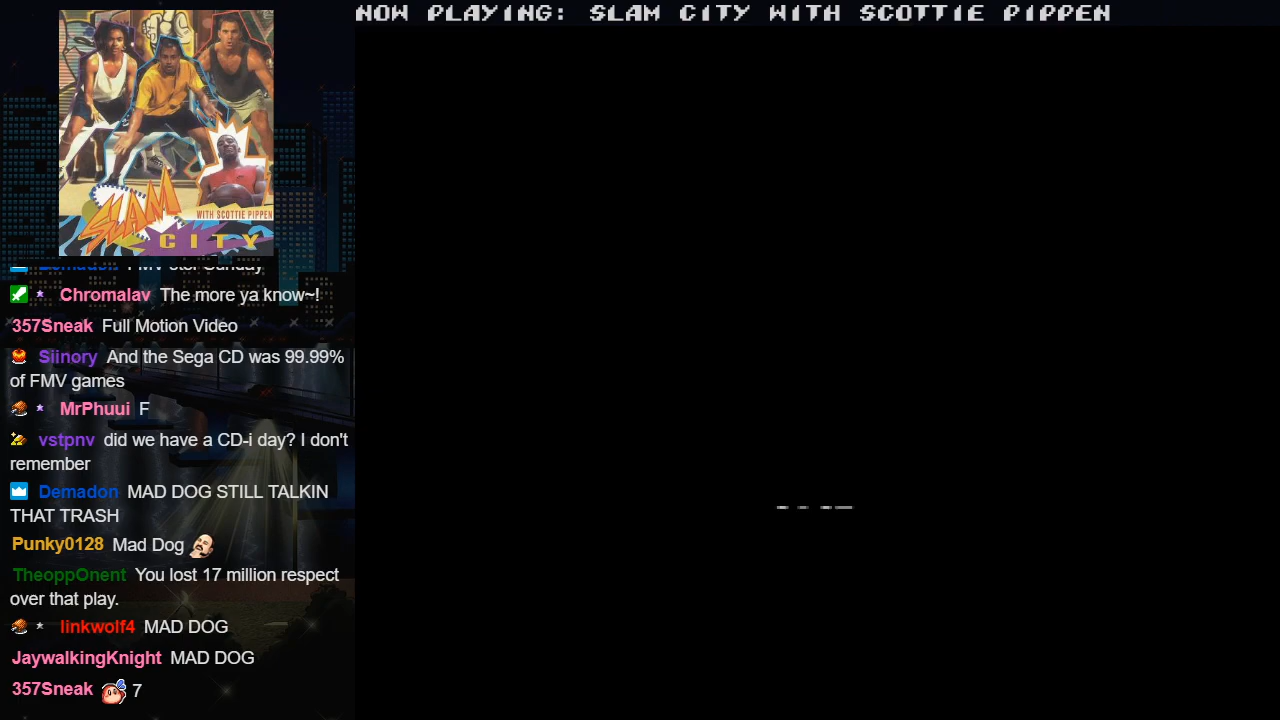 NOW PLAYING: SLAM CITY WITH SCOTTIE PIPPEN
SLAM
WITH SCOTTIE PIPPEN
CITY
Chromalav The more ya know~!
357Sneak Full Motion Video
Siinory And the Sega CD was 99.99%
of FMV games
MrPhuui F
vstpnv did we have a CD-i day? I don't
remember
Demadon MAD DOG STILL TALKIN
THAT TRASH
Punky0128 Mad Dog
TheoppOnent You lost 17 million respect
over that play.
linkwolf4 MAD DOG
JaywalkingKnight MAD DOG
357Sneak 7